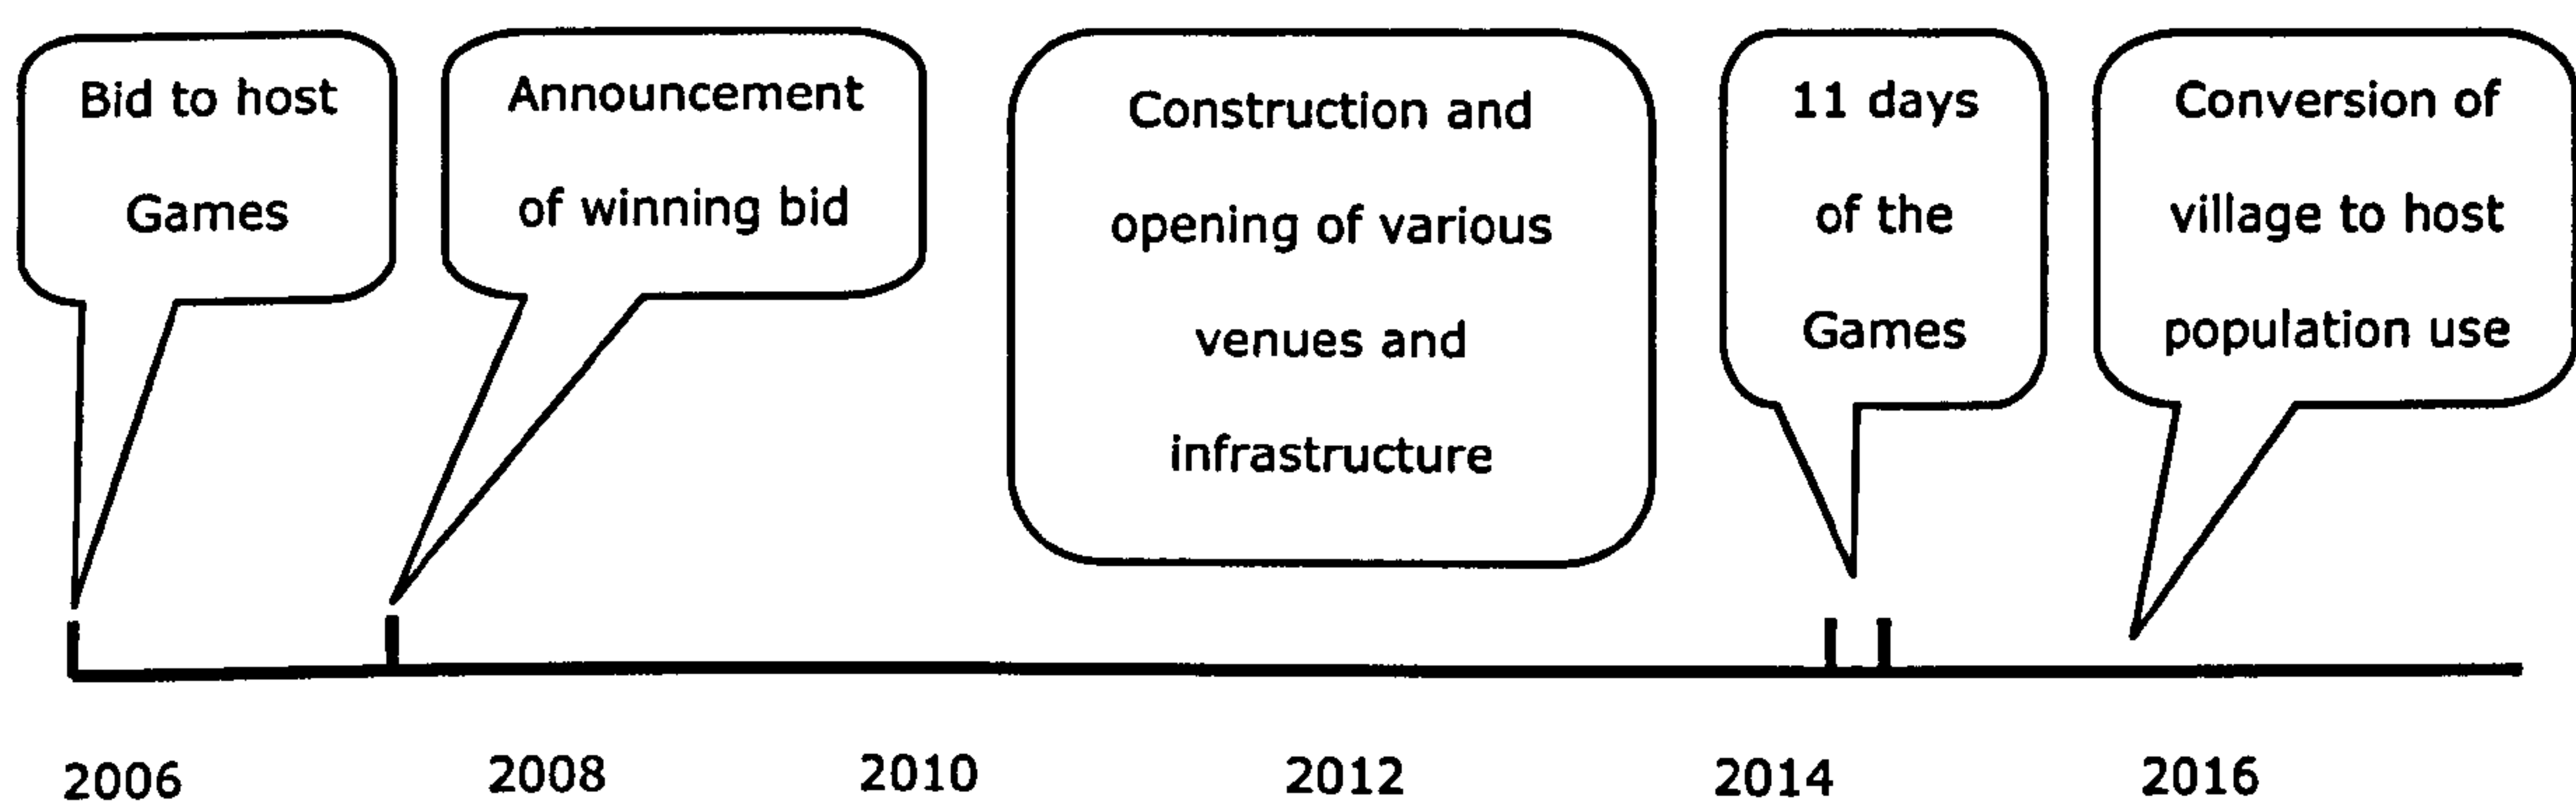 Bid to host
Games
Announcement
of winning bid
Construction and
opening of various
venues and
infrastructure
11 days
of the
Games
Conversion of
village to host
population use
2006 2008 2010 2012 2014 2016